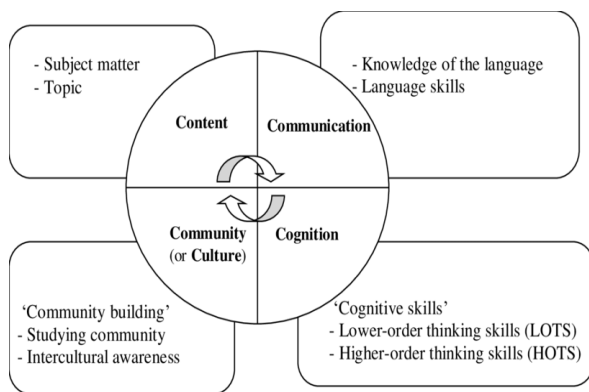 - Subject matter
- Topic
- Knowledge of the language
- Language skills
Content
Communication
Community
(or Culture)
Cognition
'Community building'
- Studying community
- Intercultural awareness
'Cognitive skills'
- Lower-order thinking skills (LOTS)
- Higher-order thinking skills (HOTS)